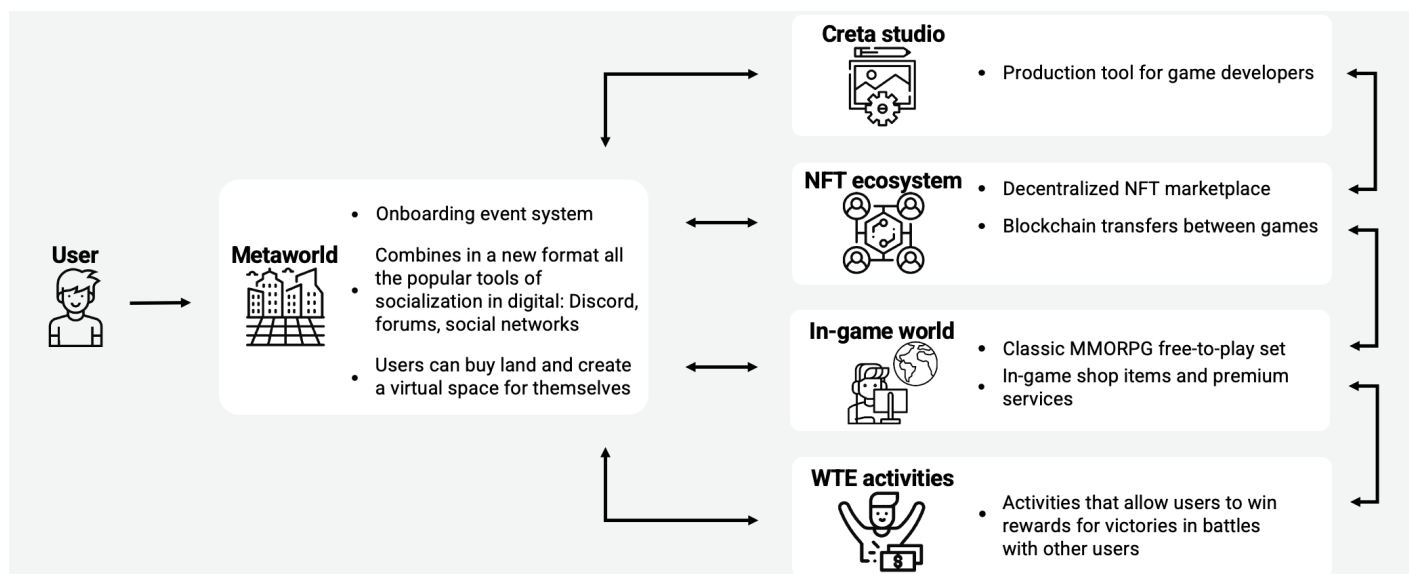 User
Metaworld
Onboarding event system
Combines in a new format all
the popular tools of
socialization in digital: Discord,
forums, social networks
Users can buy land and create
a virtual space for themselves
Creta studio
Production tool for game developers
NFT ecosystem
Decentralized NFT marketplace
Blockchain transfers between games
In-game world
Classic MMORPG free-to-play set
In-game shop items and premium
services
WTE activities
$
Activities that allow users to win
rewards for victories in battles
with other users